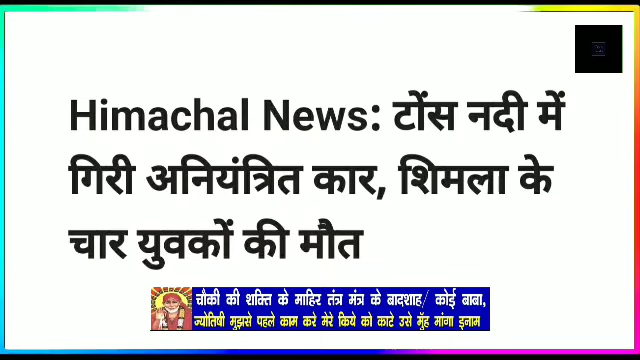 Himachal News: टोंस नदी में
गिरी अनियंत्रित कार, शिमला के
चार युवकों की मौत
चौकी की शक्ति के माहिर तंत्र मंत्र के बादशाह/ कोई बाबा,
ज्योतिषी मुझसे पहले काम करे मेरे किये को काटे उसे मुँह मांगा इनाम